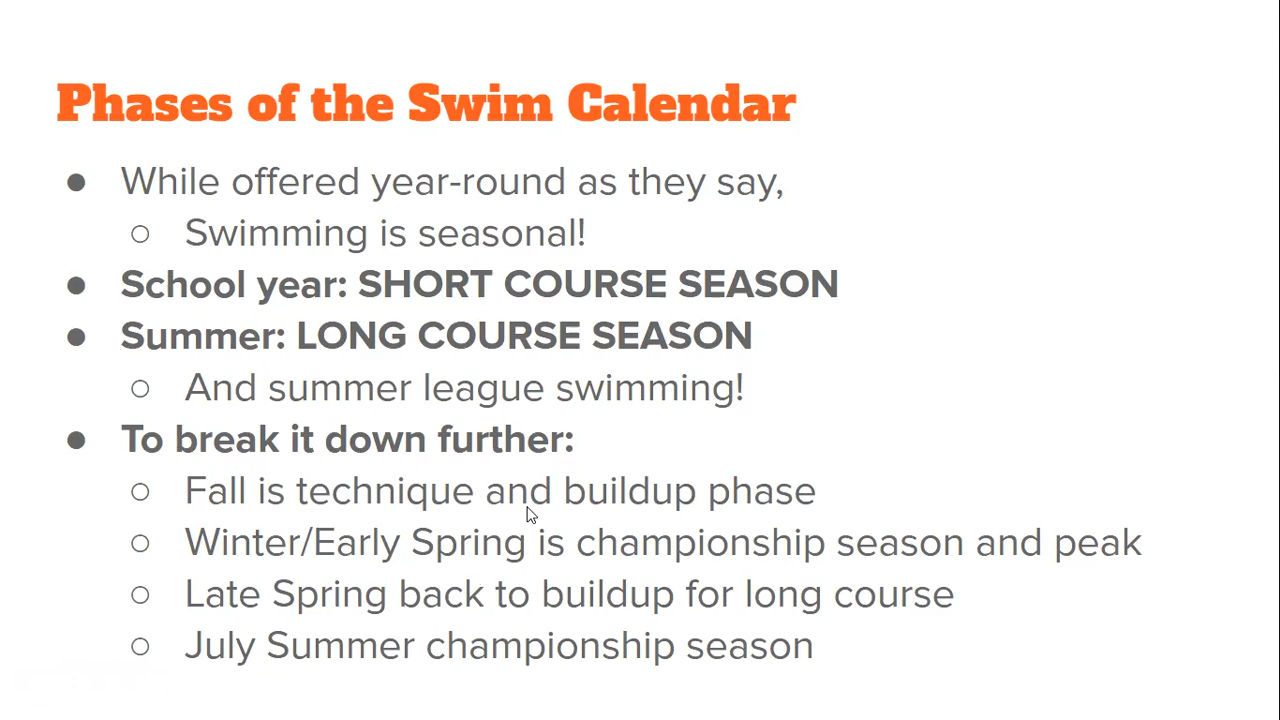 Phases of the Swim Calendar
● While offered year-round as they say,
○ Swimming is seasonal!
● School year: SHORT COURSE SEASON
● Summer: LONG COURSE SEASON
○ And summer league swimming!
● To break it down further:
○ Fall is technique and buildup phase
○ Winter/Early Spring is championship season and peak
○ Late Spring back to buildup for long course
○ July Summer championship season